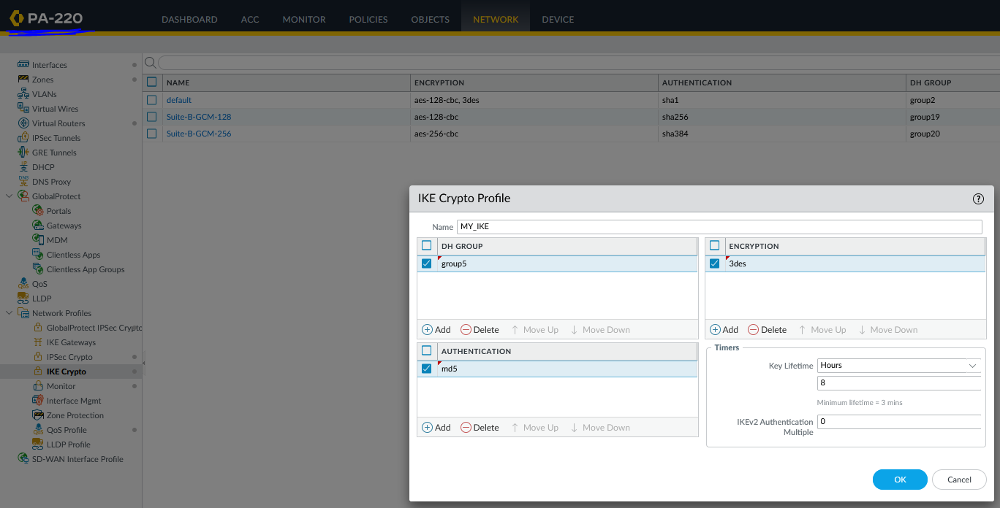 PA-220
DASHBOARD ACC MONITOR POLICIES OBJECTS NETWORK DEVICE
Interfaces
Zones
VLANs
Virtual Wires
Virtual Routers
IPSec Tunnels
GRE Tunnels
DHCP
DNS Proxy
GlobalProtect
Portals
Gateways
MDM
Clientless Apps
Clientless App Groups
QoS
LLDP
Network Profiles
GlobalProtect IPSec Crypto
IKE Gateways
IPSec Crypto
IKE Crypto
Monitor
Interface Mgmt
Zone Protection
QoS Profile
LLDP Profile
SD-WAN Interface Profile
NAME ENCRYPTION AUTHENTICATION DH GROUP
default aes-128-cbc, 3des sha1 group2
Suite-B-GCM-128 aes-128-cbc sha256 group19
Suite-B-GCM-256 aes-256-cbc sha384 group20
IKE Crypto Profile ?
Name MY_IKE
DH GROUP
group5
Add Delete Move Up Move Down
ENCRYPTION
3des
Add Delete Move Up Move Down
AUTHENTICATION
md5
Add Delete Move Up Move Down
Timers
Key Lifetime Hours
8
Minimum lifetime = 3 mins
IKEv2 Authentication 0
Multiple
OK Cancel